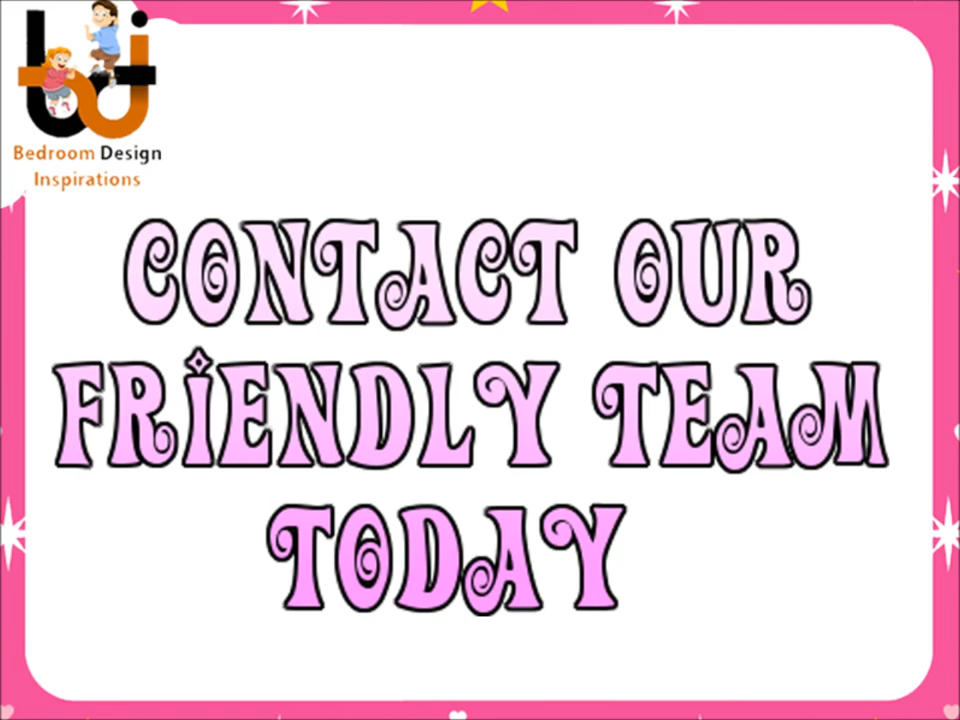 Bedroom Design
Inspirations
CONTACT OUR
FRIENDLY TEAM
TODAY